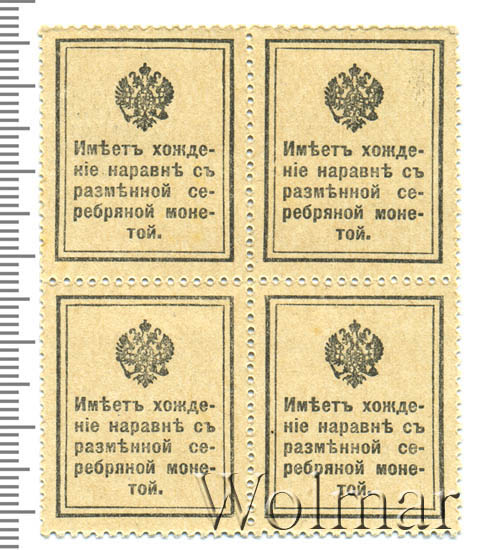 Имѣетъ хожде-
ніе наравнѣ съ
размѣнной се-
ребряной моне-
той.
Имѣетъ хожде-
ніе наравнѣ съ
размѣнной се-
ребряной моне-
той.
Имѣетъ хожде-
ніе наравнѣ съ
размѣнной се-
ребряной моне-
той.
Имѣетъ хожде-
ніе наравнѣ съ
размѣнной се-
ребряной моне-
той.
Wolmar